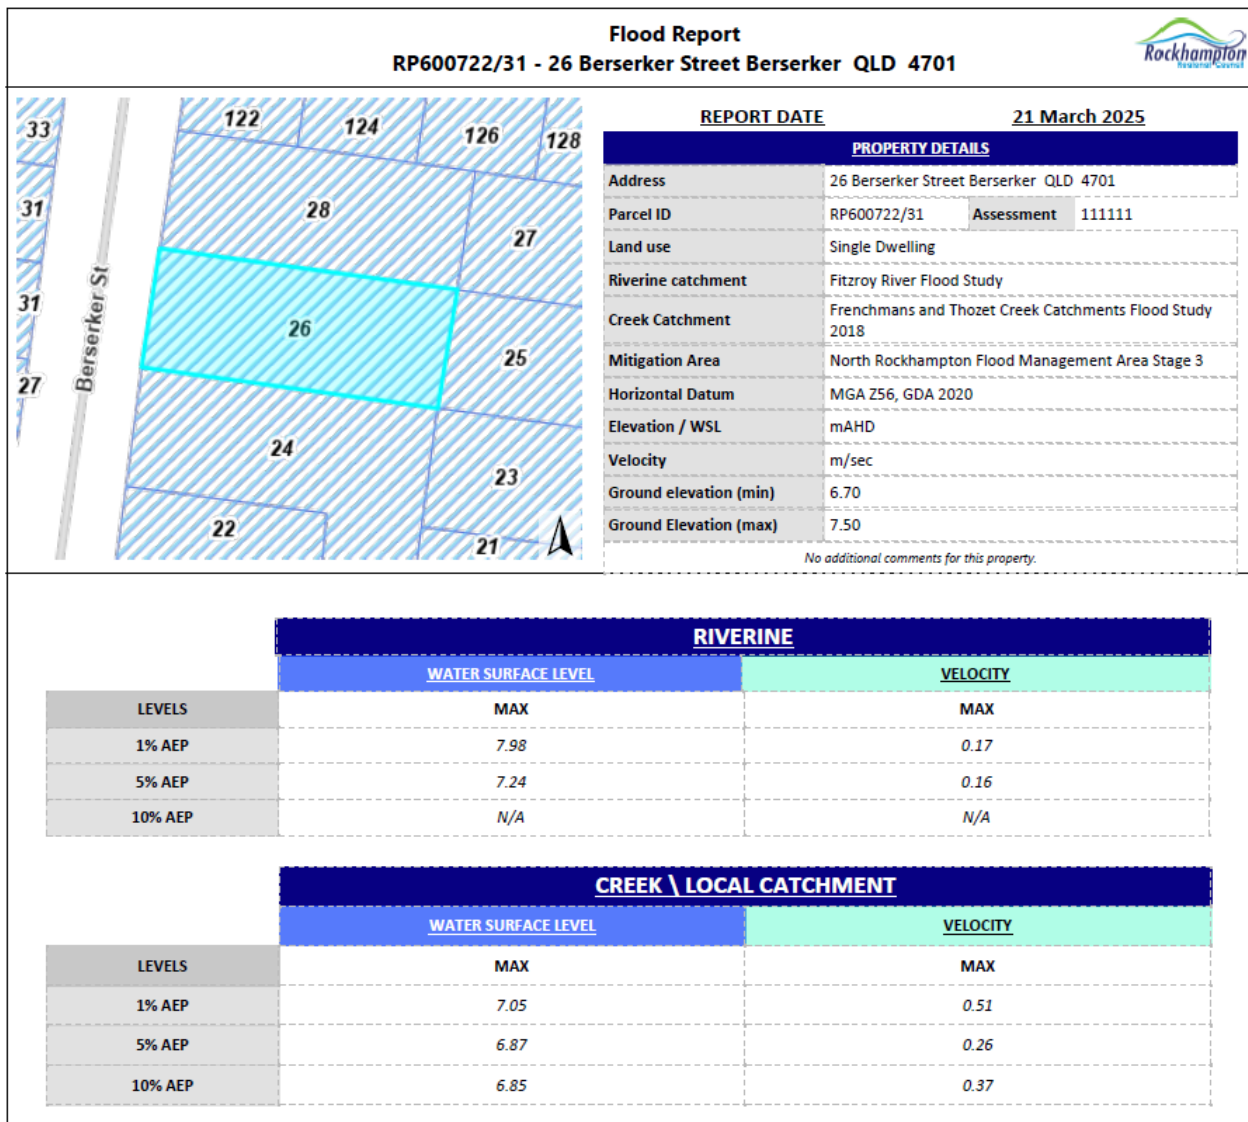 Flood Report
RP600722/31 - 26 Berserker Street Berserker QLD 4701
Rockhampton
Regional Council
33
122
124
126
128
31
28
27
31
Berserker St
26
25
27
24
23
22
21
REPORT DATE 21 March 2025
PROPERTY DETAILS
Address 26 Berserker Street Berserker QLD 4701
Parcel ID RP600722/31 Assessment 111111
Land use Single Dwelling
Riverine catchment Fitzroy River Flood Study
Creek Catchment Frenchmans and Thozet Creek Catchments Flood Study
2018
Mitigation Area North Rockhampton Flood Management Area Stage 3
Horizontal Datum MGA Z56, GDA 2020
Elevation / WSL mAHD
Velocity m/sec
Ground elevation (min) 6.70
Ground Elevation (max) 7.50
No additional comments for this property.
RIVERINE
WATER SURFACE LEVEL VELOCITY
LEVELS MAX MAX
1% AEP 7.98 0.17
5% AEP 7.24 0.16
10% AEP N/A N/A
CREEK \ LOCAL CATCHMENT
WATER SURFACE LEVEL VELOCITY
LEVELS MAX MAX
1% AEP 7.05 0.51
5% AEP 6.87 0.26
10% AEP 6.85 0.37